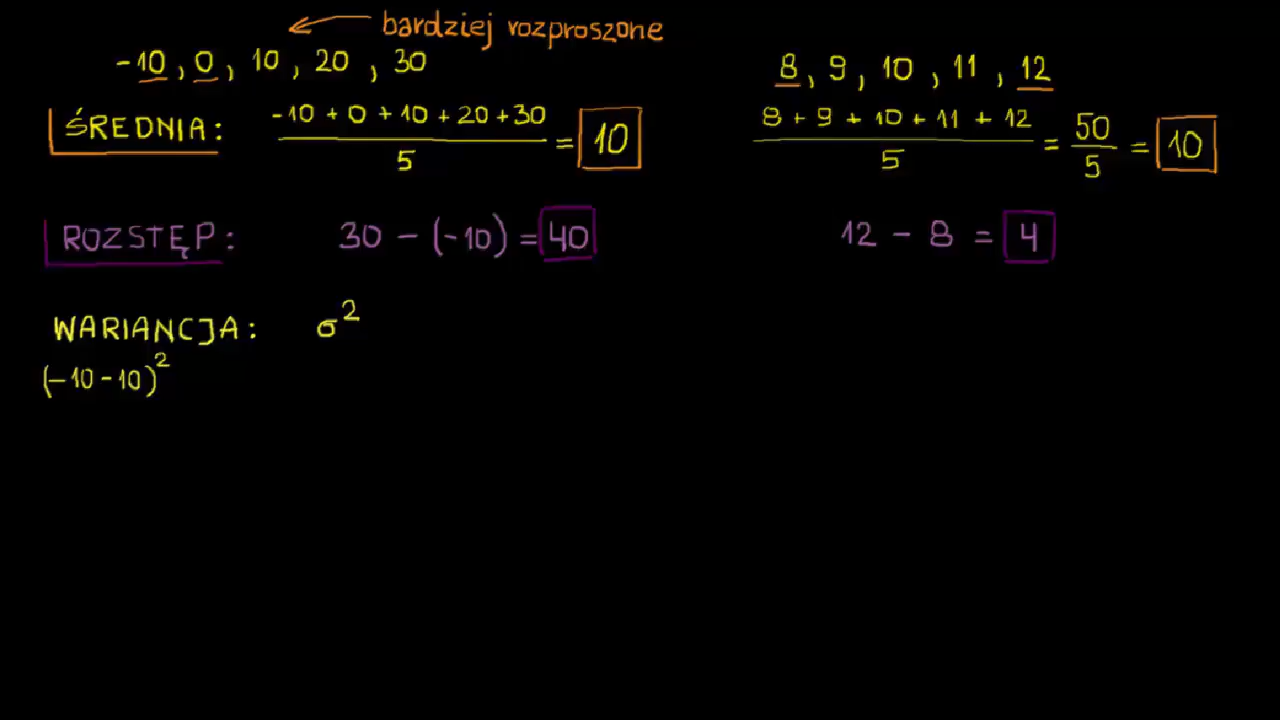 bardziej rozproszone
-10, 0, 10, 20, 30
8, 9, 10, 11, 12
ŚREDNIA: (-10 + 0 + 10 + 20 + 30)/5 = 10
(8 + 9 + 10 + 11 + 12)/5 = 50/5 = 10
ROZSTĘP: 30 - (-10) = 40
12 - 8 = 4
WARIANCJA: σ²
(-10 - 10)²